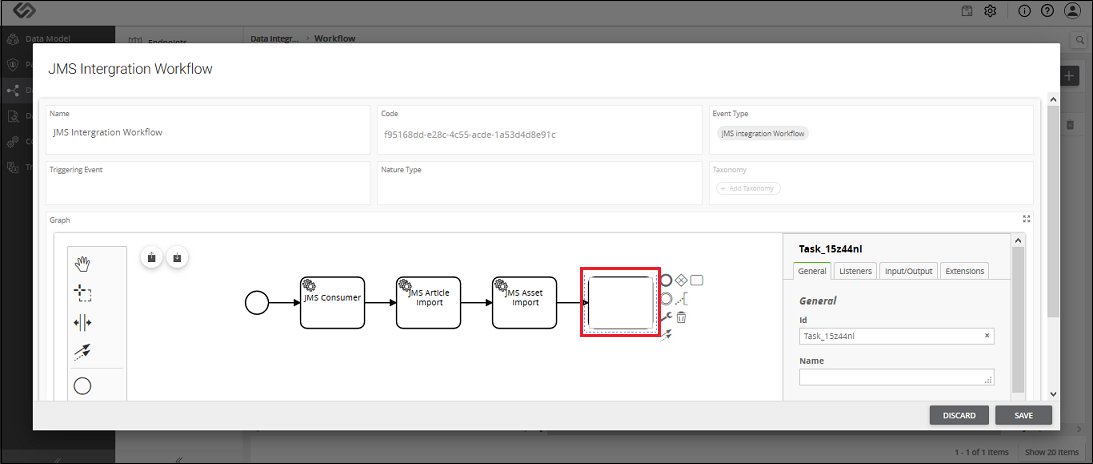 Data Model
Endpoints
Data Integr...
Workflow
JMS Intergration Workflow
Name
JMS Intergration Workflow
Code
f95168dd-e28c-4c55-acde-1a53d4d8e91c
Event Type
JMS integration Workflow
Triggering Event
Nature Type
Taxonomy
+ Add Taxonomy
Graph
JMS Consumer
JMS Article
Import
JMS Asset
Import
Task_15z44nl
General
Listeners
Input/Output
Extensions
General
Id
Task_15z44nl
×
Name
DISCARD
SAVE
1 - 1 of 1 Items
Show 20 Items